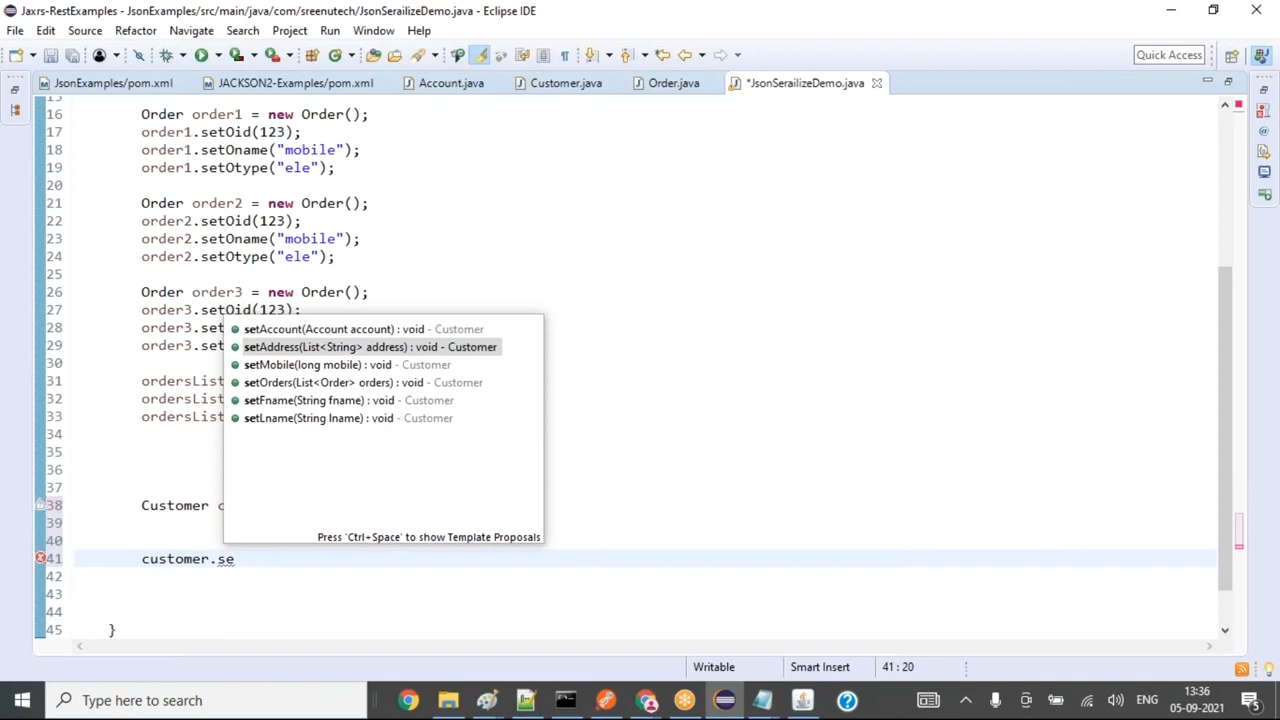 Jaxrs-RestExamples - JsonExamples/src/main/java/com/sreenutech/JsonSerailizeDemo.java - Eclipse IDE
File Edit Source Refactor Navigate Search Project Run Window Help
Quick Access
JsonExamples/pom.xml JACKSON2-Examples/pom.xml Account.java Customer.java Order.java *JsonSerailizeDemo.java
15
16 Order order1 = new Order();
17 order1.setOid(123);
18 order1.setOname("mobile");
19 order1.setOtype("ele");
20
21 Order order2 = new Order();
22 order2.setOid(123);
23 order2.setOname("mobile");
24 order2.setOtype("ele");
25
26 Order order3 = new Order();
27 order3.setOid(123);
28 order3.set
29 order3.set
30
31 ordersList
32 ordersList
33 ordersList
34
35
36
37
38 Customer c
39
40
41 customer.se
42
43
44
45 }
setAccount(Account account) : void - Customer
setAddress(List<String> address) : void - Customer
setMobile(long mobile) : void - Customer
setOrders(List<Order> orders) : void - Customer
setFname(String fname) : void - Customer
setLname(String lname) : void - Customer
Press 'Ctrl+Space' to show Template Proposals
Writable Smart Insert 41 : 20
Type here to search
ENG
13:36
05-09-2021
5